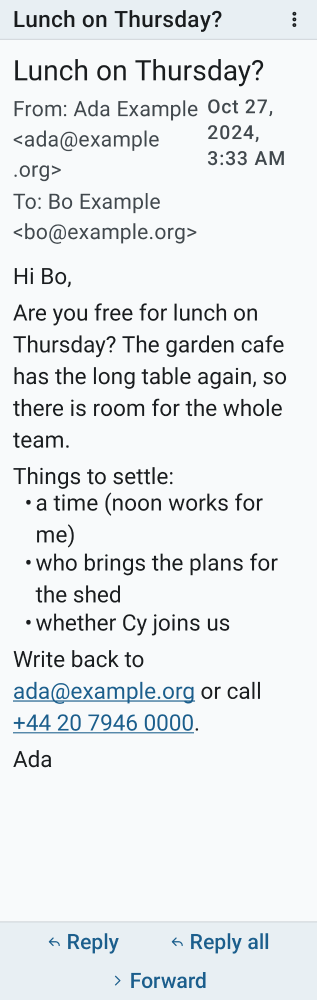 Lunch on Thursday?
Lunch on Thursday?
From: Ada Example
<ada@example
.org>
Oct 27,
2024,
3:33 AM
To: Bo Example
<bo@example.org>
Hi Bo,
Are you free for lunch on
Thursday? The garden cafe
has the long table again, so
there is room for the whole
team.
Things to settle:
• a time (noon works for
me)
• who brings the plans for
the shed
• whether Cy joins us
Write back to
ada@example.org or call
+44 20 7946 0000.
Ada
Reply
Reply all
Forward